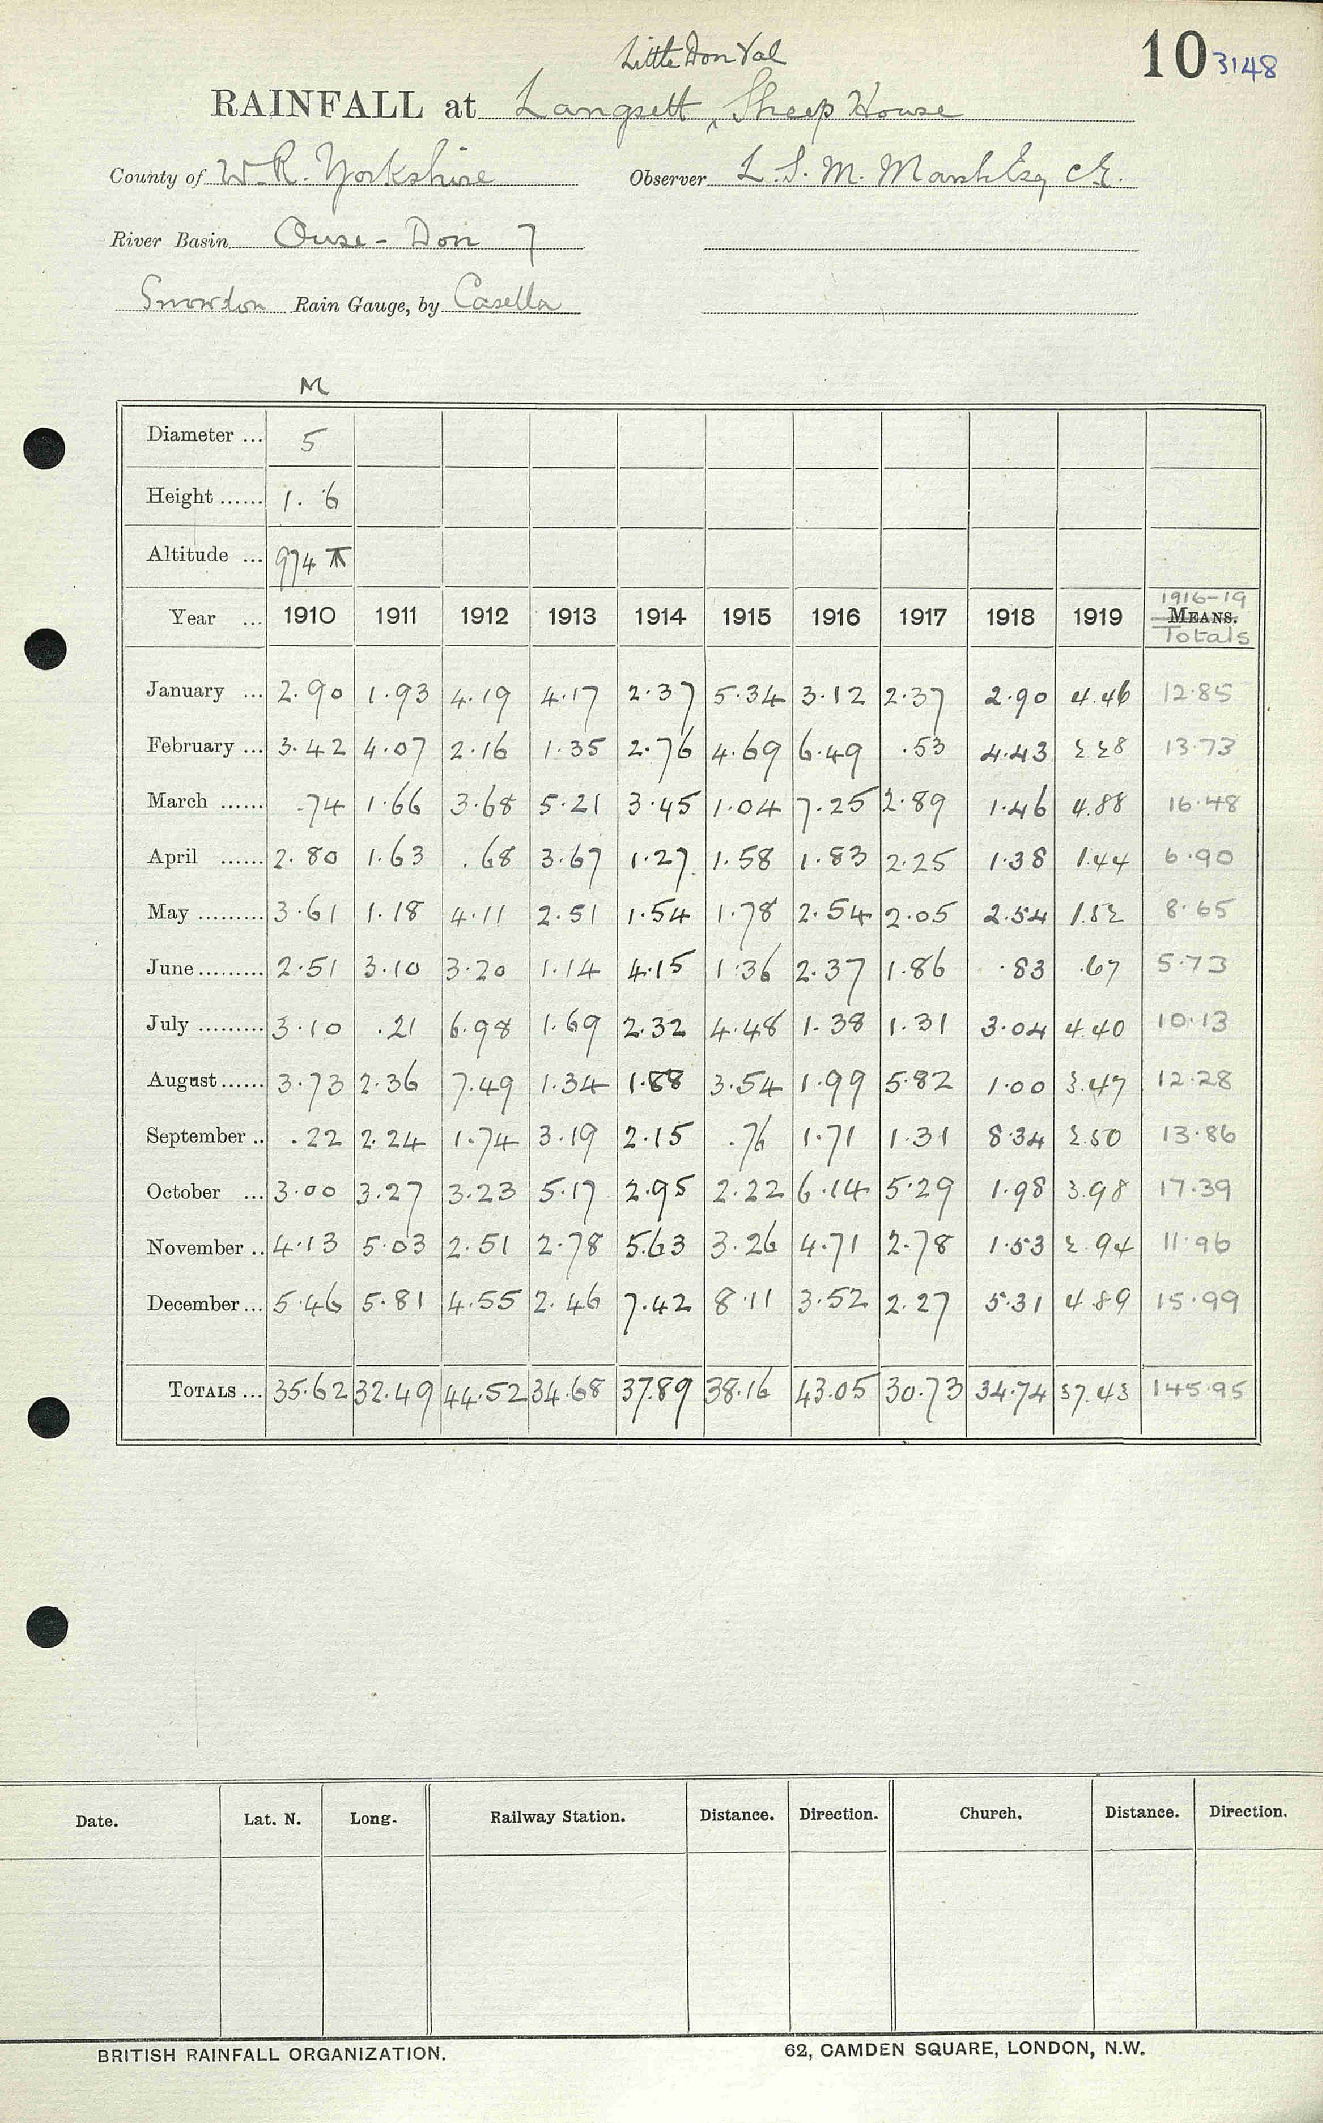 10 3148
Little Don Val
RAINFALL at Langsett, Sheep House
County of W.R. Yorkshire Observer L.S.M. Marsh Esq C.E.
River Basin Ouse - Don 7
Snowdon Rain Gauge, by Casella
M
Diameter ... 5
Height ...... 1. 6
Altitude ... 974 T
1916-19
Year ... 1910 1911 1912 1913 1914 1915 1916 1917 1918 1919 MEANS.
Totals
January ... 2.90 1.93 4.19 4.17 2.37 5.34 3.12 2.37 2.90 4.46 12.85
February ... 3.42 4.07 2.16 1.35 2.76 4.69 6.49 .53 4.43 2.28 13.73
March ...... .74 1.66 3.68 5.21 3.45 1.04 7.25 2.89 1.46 4.88 16.48
April ...... 2.80 1.63 .68 3.67 1.27 1.58 1.83 2.25 1.38 1.44 6.90
May ......... 3.61 1.18 4.11 2.51 1.54 1.78 2.54 2.05 2.54 1.52 8.65
June ......... 2.51 3.10 3.20 1.14 4.15 1.36 2.37 1.86 .83 .67 5.73
July ......... 3.10 .21 6.98 1.69 2.32 4.48 1.38 1.31 3.04 4.40 10.13
August ...... 3.73 2.36 7.49 1.34 1.88 3.54 1.99 5.82 1.00 3.47 12.28
September .. .22 2.24 1.74 3.19 2.15 .76 1.71 1.31 8.34 2.50 13.86
October ... 3.00 3.27 3.23 5.17 2.95 2.22 6.14 5.29 1.98 3.98 17.39
November .. 4.13 5.03 2.51 2.78 5.63 3.26 4.71 2.78 1.53 2.94 11.96
December ... 5.46 5.81 4.55 2.46 7.42 8.11 3.52 2.27 5.31 4.89 15.99
TOTALS ... 35.62 32.49 44.52 34.68 37.89 38.16 43.05 30.73 34.74 37.43 145.95
Date. Lat. N. Long. Railway Station. Distance. Direction. Church. Distance. Direction.
BRITISH RAINFALL ORGANIZATION. 62, CAMDEN SQUARE, LONDON, N.W.